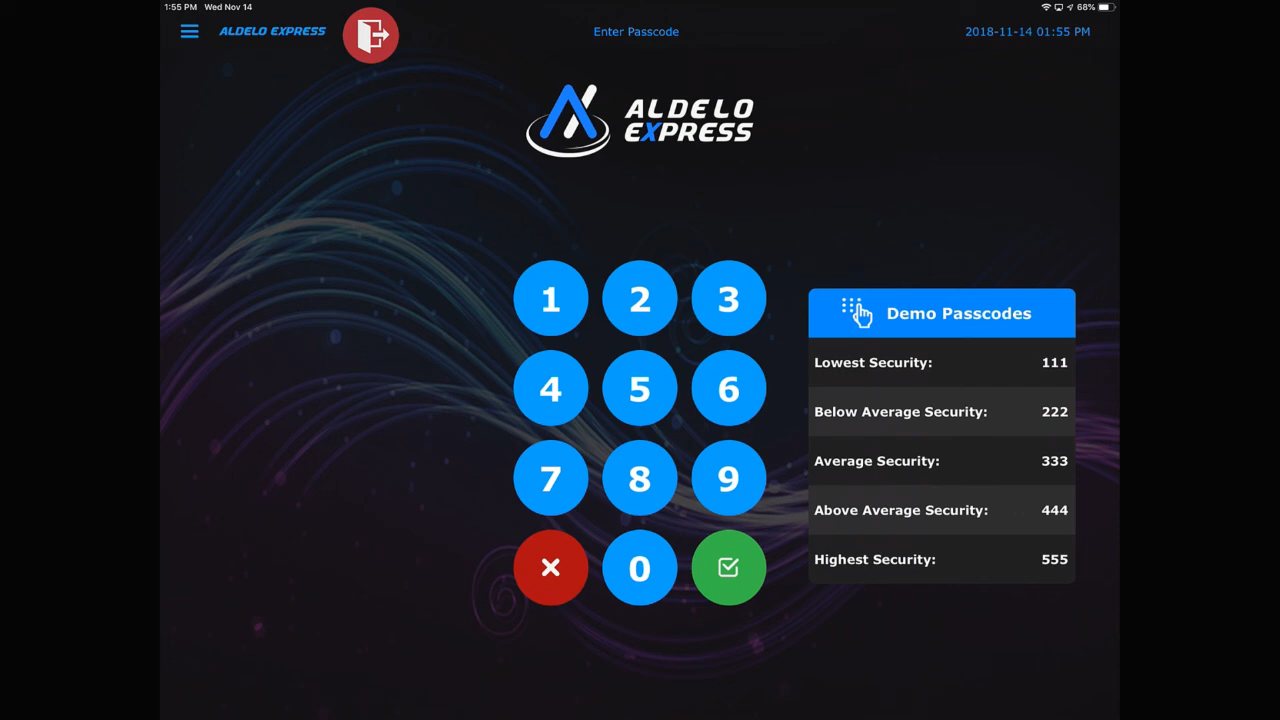 1:55 PM Wed Nov 14
68%
ALDELO EXPRESS
Enter Passcode
2018-11-14 01:55 PM
ALDELO
EXPRESS
1 2 3
4 5 6
7 8 9
0
Demo Passcodes
Lowest Security: 111
Below Average Security: 222
Average Security: 333
Above Average Security: 444
Highest Security: 555